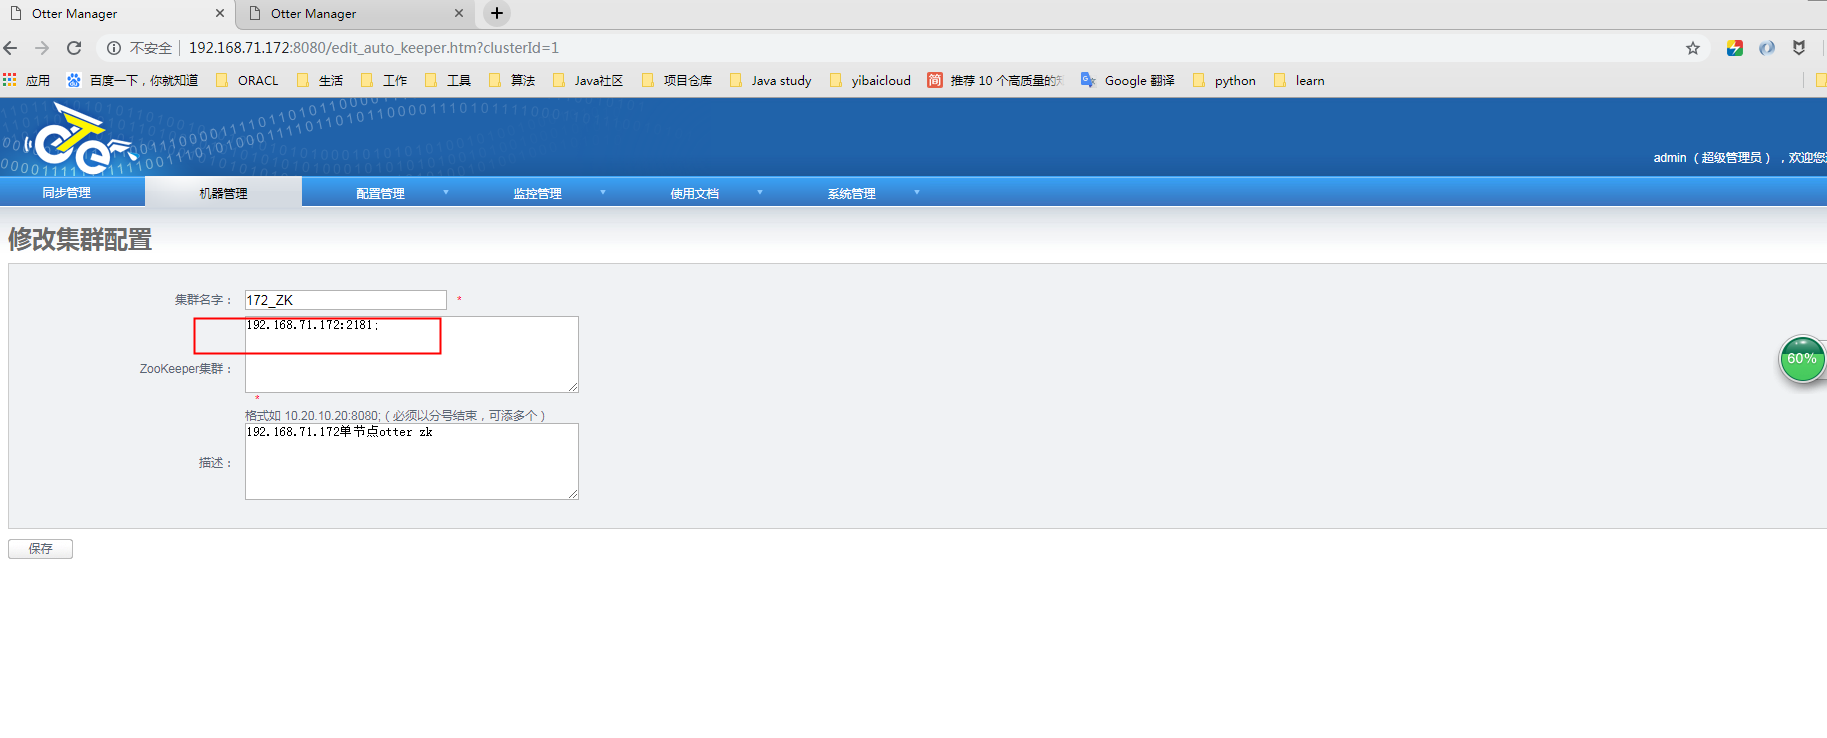 Otter Manager
Otter Manager
不安全 192.168.71.172:8080/edit_auto_keeper.htm?clusterId=1
应用 百度一下，你就知道 ORACL 生活 工作 工具 算法 Java社区 项目仓库 Java study yibaicloud 简 推荐 10 个高质量的 Google 翻译 python learn
admin （超级管理员），欢迎您
同步管理 机器管理 配置管理 监控管理 使用文档 系统管理
修改集群配置
集群名字： 172_ZK *
192.168.71.172:2181;
ZooKeeper集群：
*
格式如 10.20.10.20:8080;（必须以分号结束，可添多个）
192.168.71.172单节点otter zk
描述：
保存
60%